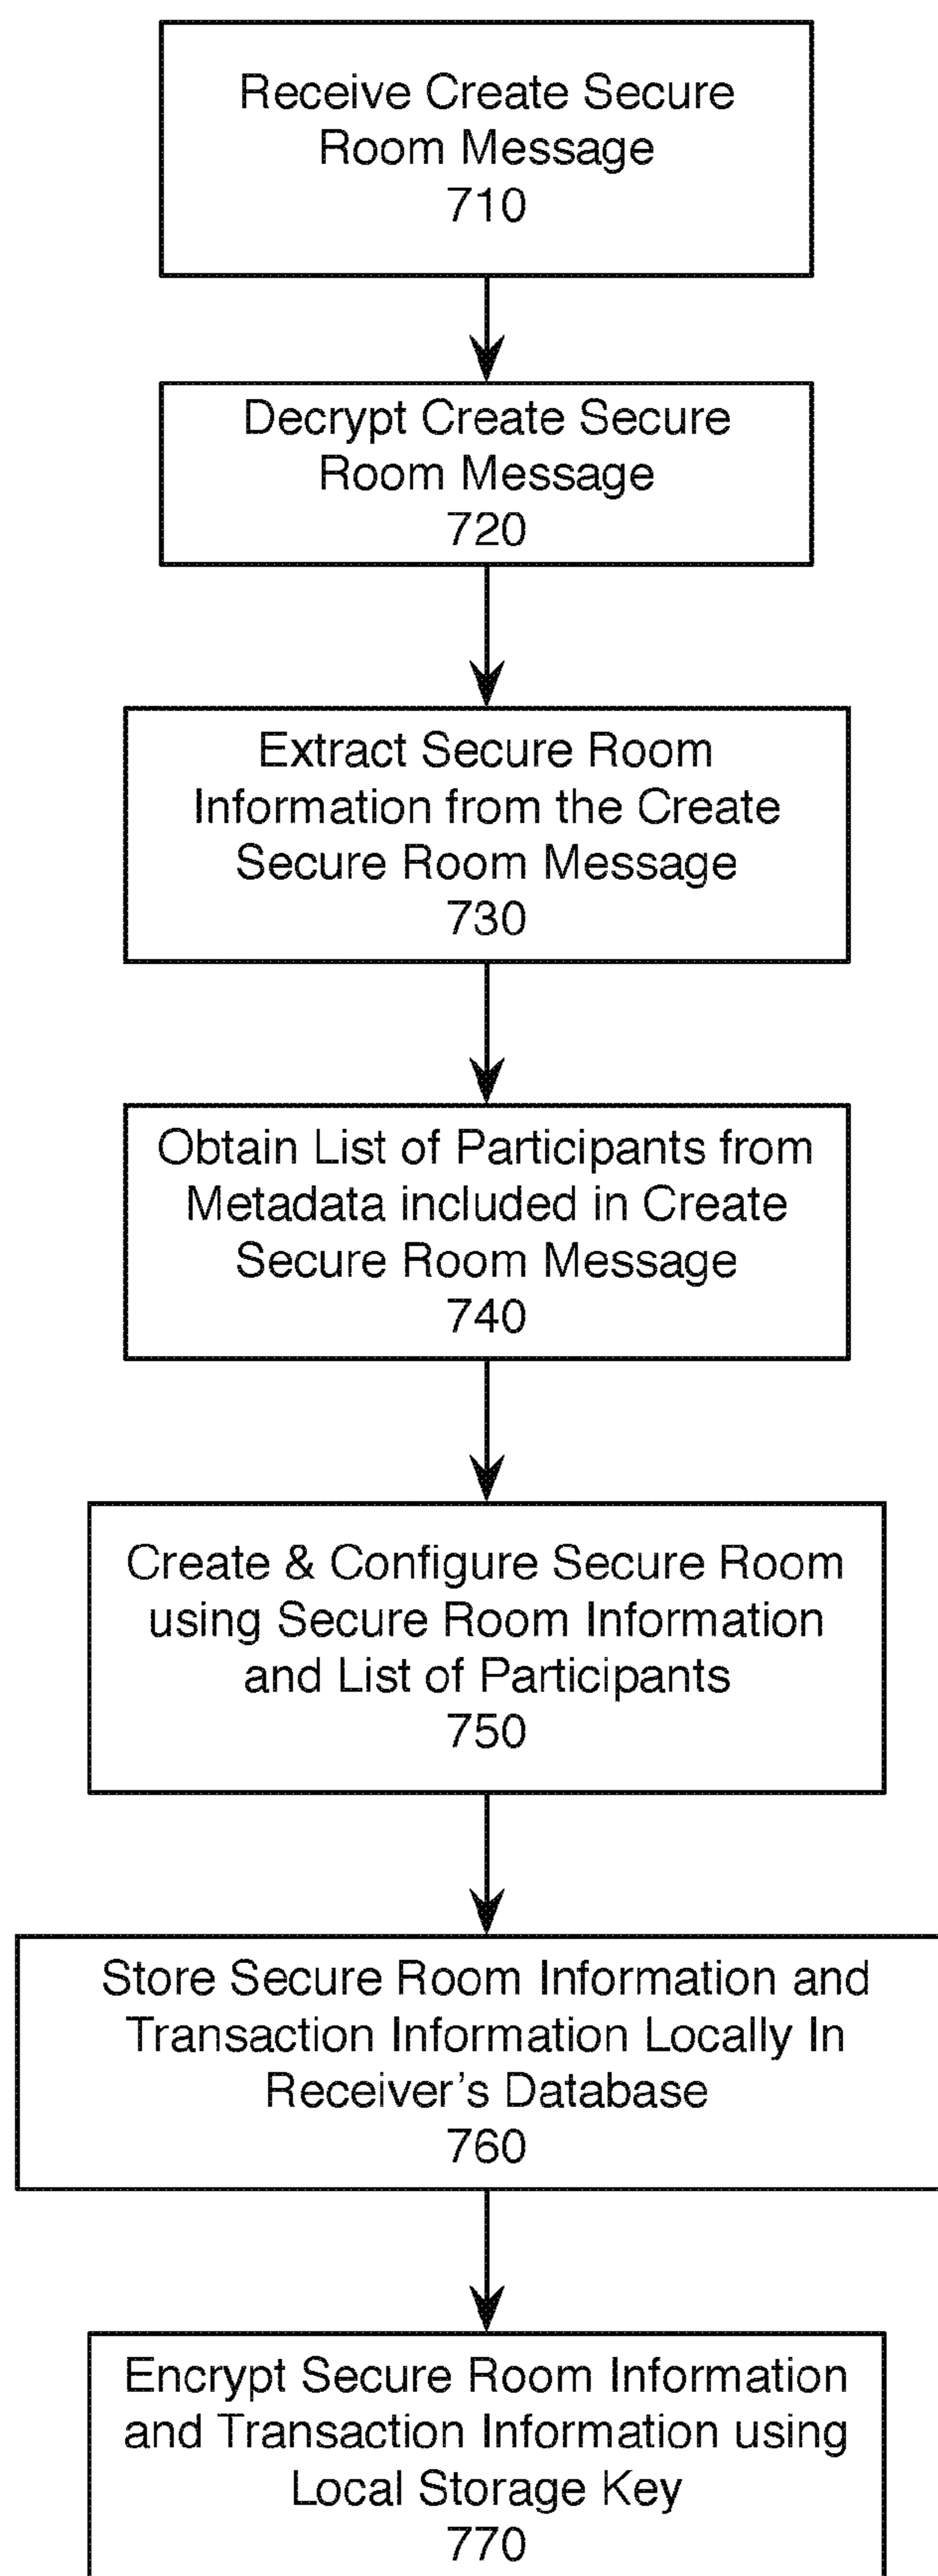 Receive Create Secure
Room Message
710
Decrypt Create Secure
Room Message
720
Extract Secure Room
Information from the Create
Secure Room Message
730
Obtain List of Participants from
Metadata included in Create
Secure Room Message
740
Create & Configure Secure Room
using Secure Room Information
and List of Participants
750
Store Secure Room Information and
Transaction Information Locally In
Receiver's Database
760
Encrypt Secure Room Information
and Transaction Information using
Local Storage Key
770